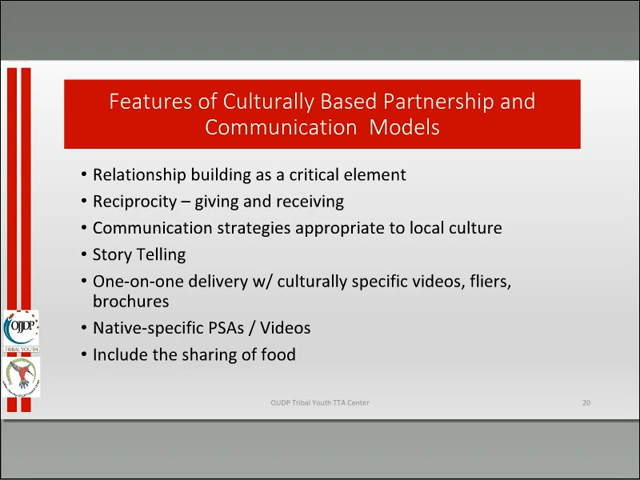 Features of Culturally Based Partnership and
Communication Models
• Relationship building as a critical element
• Reciprocity – giving and receiving
• Communication strategies appropriate to local culture
• Story Telling
• One-on-one delivery w/ culturally specific videos, fliers,
brochures
• Native-specific PSAs / Videos
• Include the sharing of food
OJJDP
TRIBAL YOUTH
OJJDP Tribal Youth TTA Center
20